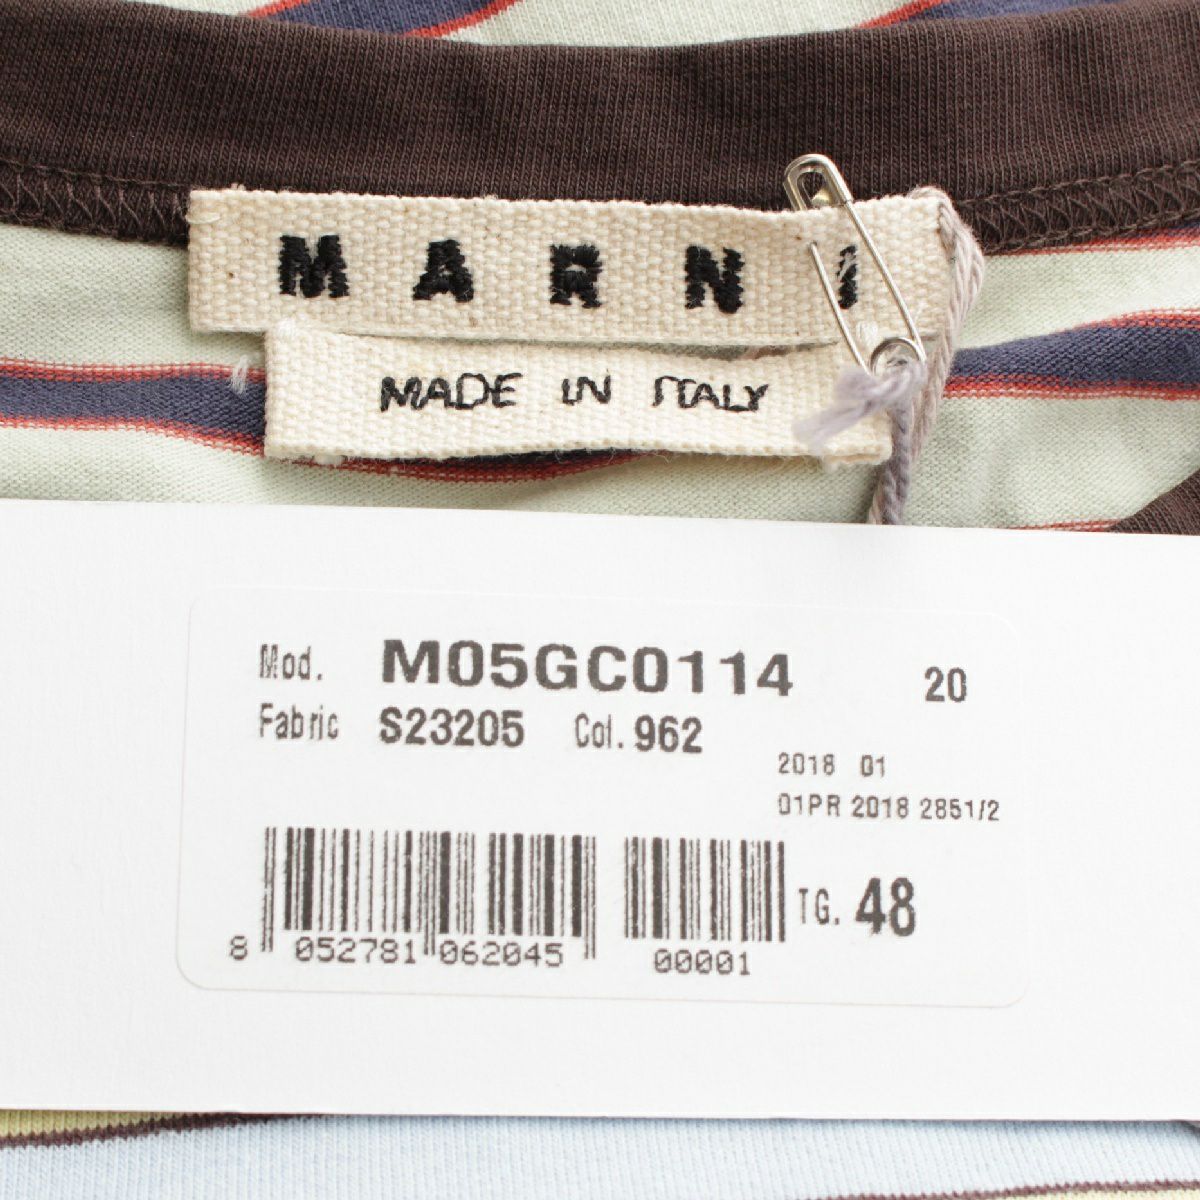 MARNI
MADE IN ITALY
Mod. M05GC0114 20
Fabric S23205 Col. 962
2018 01
01PR 2018 2851/2
TG. 48
8 052781 062045 00001